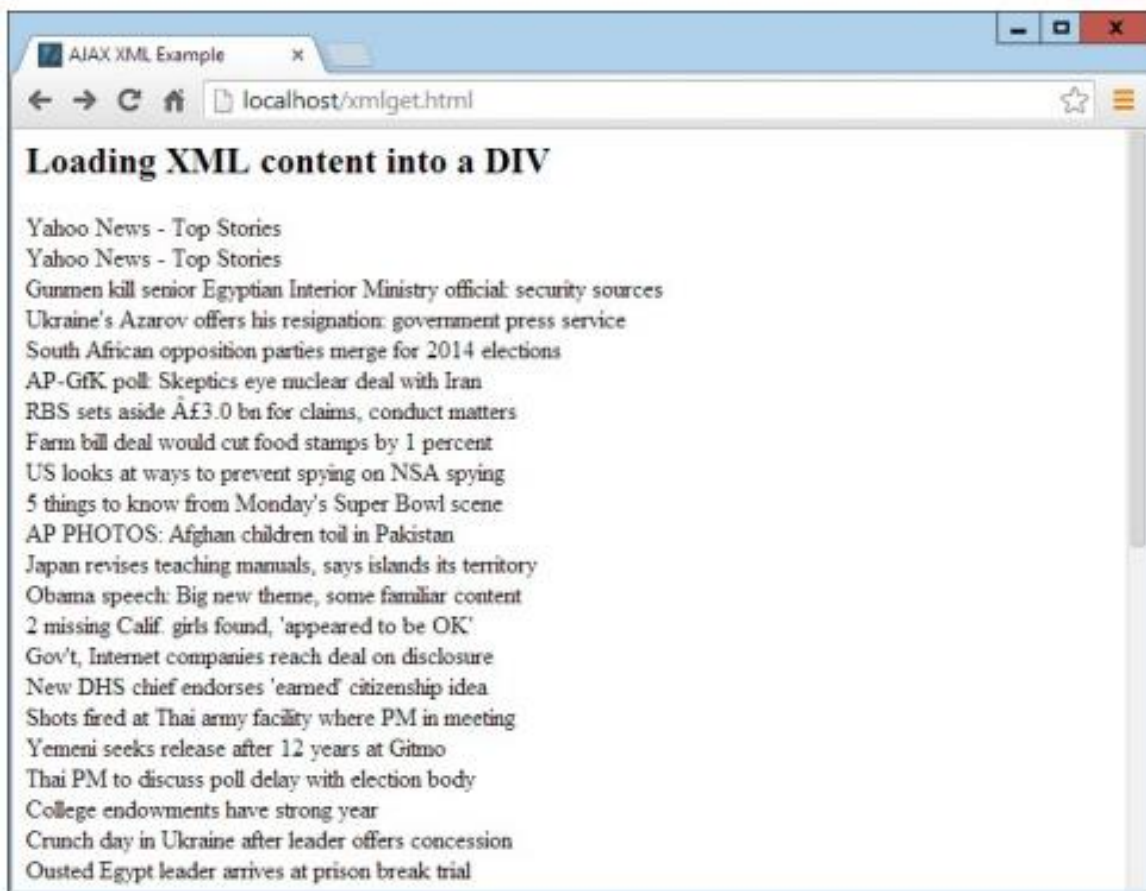 AJAX XML Example
localhost/xmlget.html
Loading XML content into a DIV
Yahoo News - Top Stories
Yahoo News - Top Stories
Gunmen kill senior Egyptian Interior Ministry official: security sources
Ukraine's Azarov offers his resignation: government press service
South African opposition parties merge for 2014 elections
AP-GfK poll: Skeptics eye nuclear deal with Iran
RBS sets aside Â£3.0 bn for claims, conduct matters
Farm bill deal would cut food stamps by 1 percent
US looks at ways to prevent spying on NSA spying
5 things to know from Monday's Super Bowl scene
AP PHOTOS: Afghan children toil in Pakistan
Japan revises teaching manuals, says islands its territory
Obama speech: Big new theme, some familiar content
2 missing Calif. girls found, 'appeared to be OK'
Gov't, Internet companies reach deal on disclosure
New DHS chief endorses 'earned' citizenship idea
Shots fired at Thai army facility where PM in meeting
Yemeni seeks release after 12 years at Gitmo
Thai PM to discuss poll delay with election body
College endowments have strong year
Crunch day in Ukraine after leader offers concession
Ousted Egypt leader arrives at prison break trial